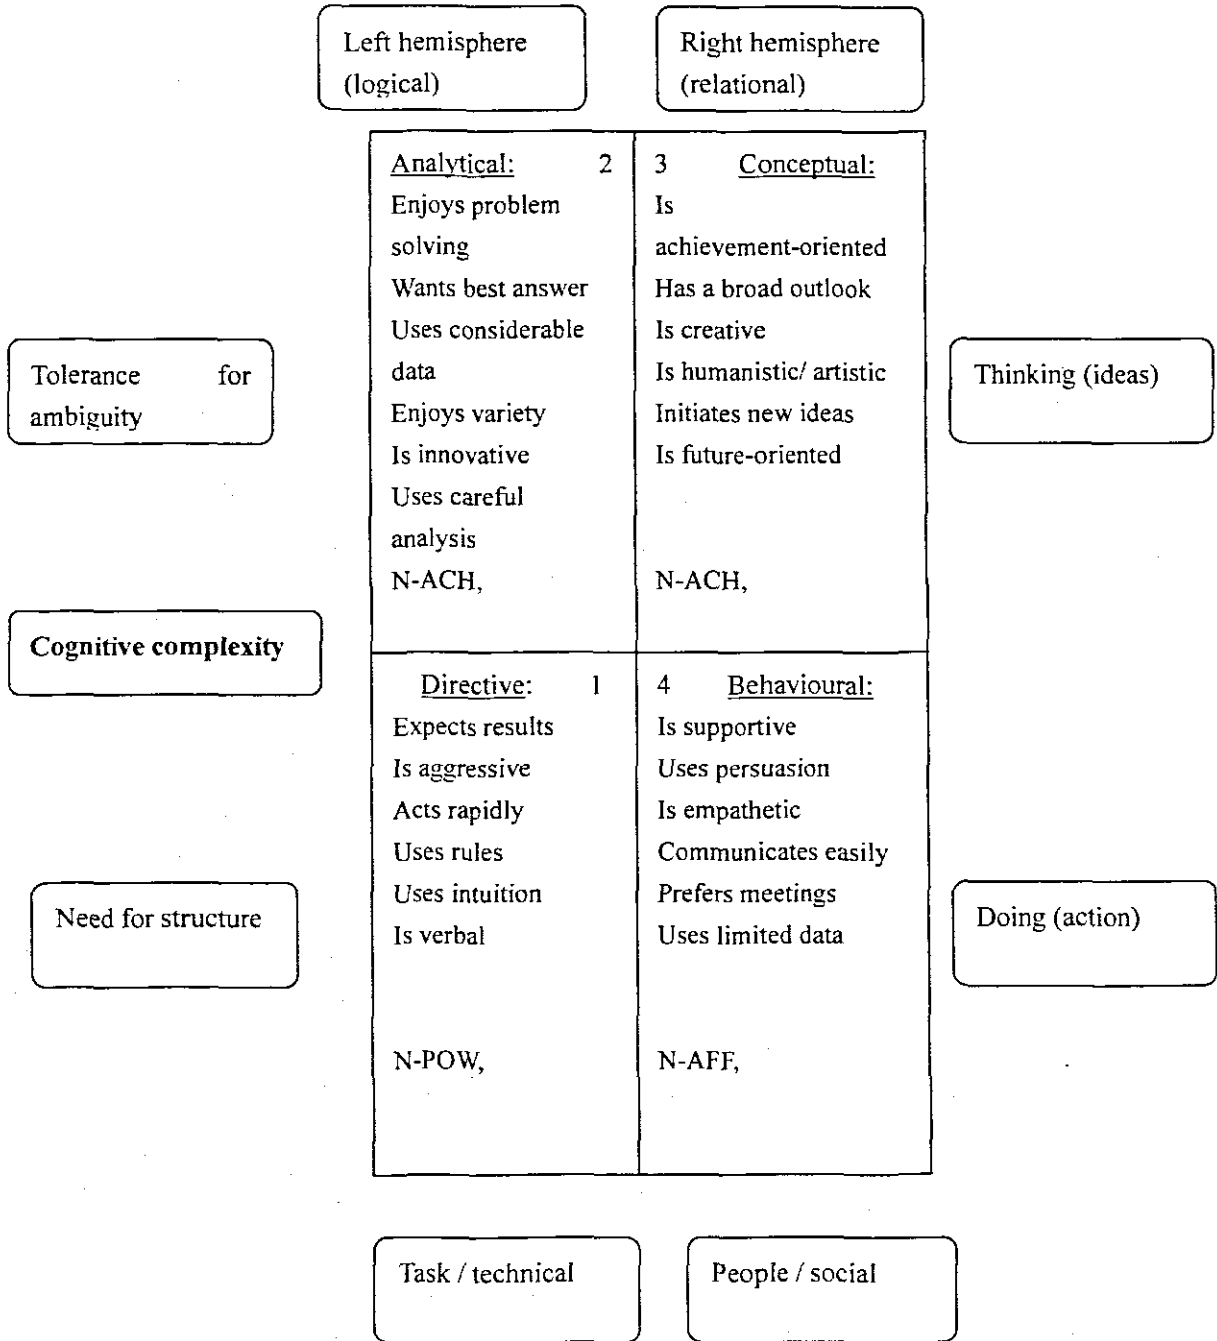 Left hemisphere
(logical)
Right hemisphere
(relational)
Analytical: 2
Enjoys problem
solving
Wants best answer
Uses considerable
data
Enjoys variety
Is innovative
Uses careful
analysis
N-ACH,
3 Conceptual:
Is
achievement-oriented
Has a broad outlook
Is creative
Is humanistic/ artistic
Initiates new ideas
Is future-oriented
N-ACH,
Tolerance for
ambiguity
Thinking (ideas)
Cognitive complexity
Directive: 1
Expects results
Is aggressive
Acts rapidly
Uses rules
Uses intuition
Is verbal
N-POW,
4 Behavioural:
Is supportive
Uses persuasion
Is empathetic
Communicates easily
Prefers meetings
Uses limited data
N-AFF,
Need for structure
Doing (action)
Task / technical
People / social